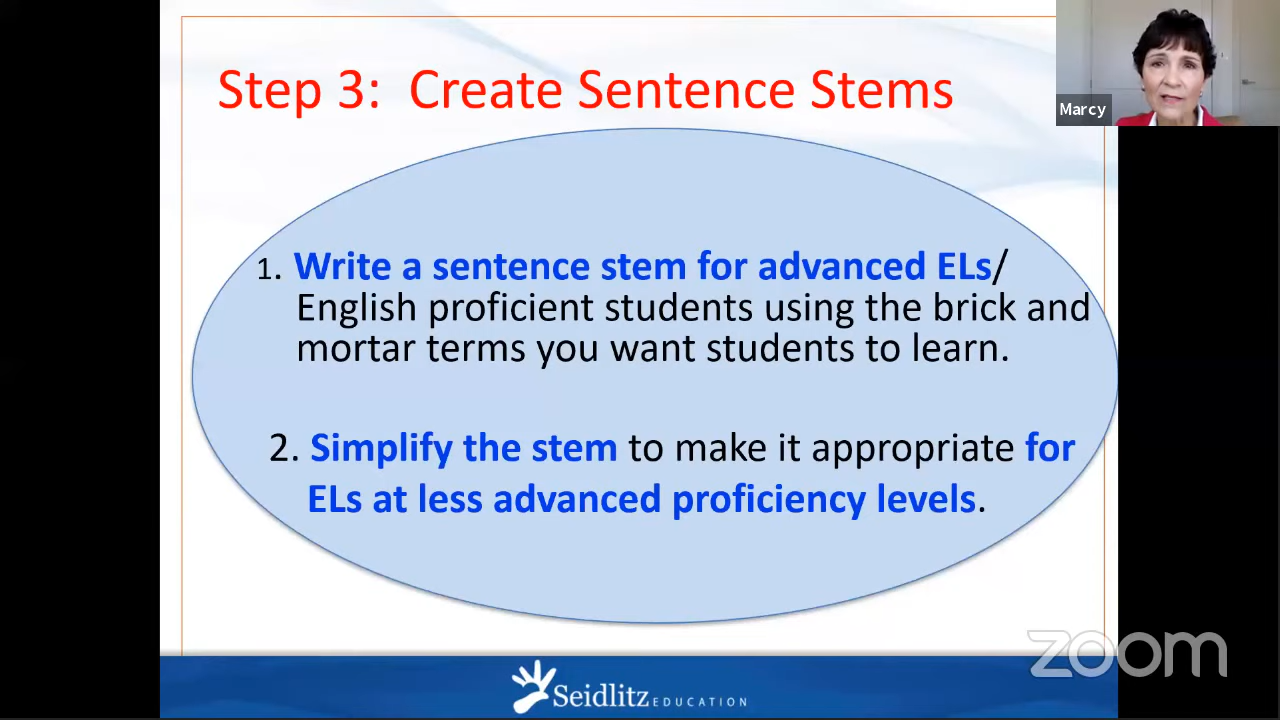 Step 3: Create Sentence Stems
Marcy
1. Write a sentence stem for advanced ELs/
English proficient students using the brick and
mortar terms you want students to learn.
2. Simplify the stem to make it appropriate for
ELs at less advanced proficiency levels.
zoom
Seidlitz EDUCATION